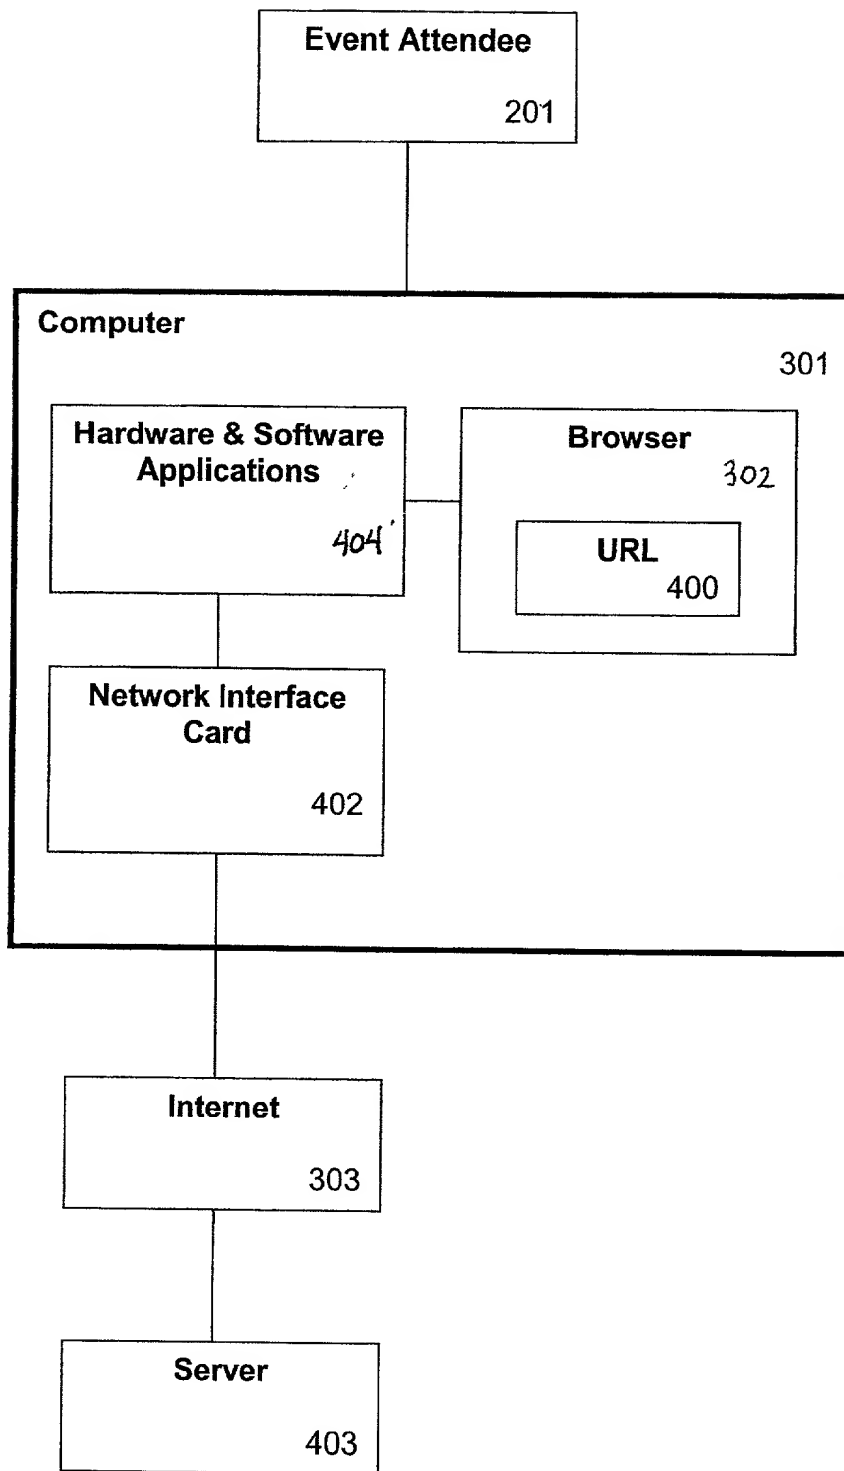 Event Attendee
201
Computer
301
Hardware & Software
Applications
404
Browser
302
URL
400
Network Interface
Card
402
Internet
303
Server
403